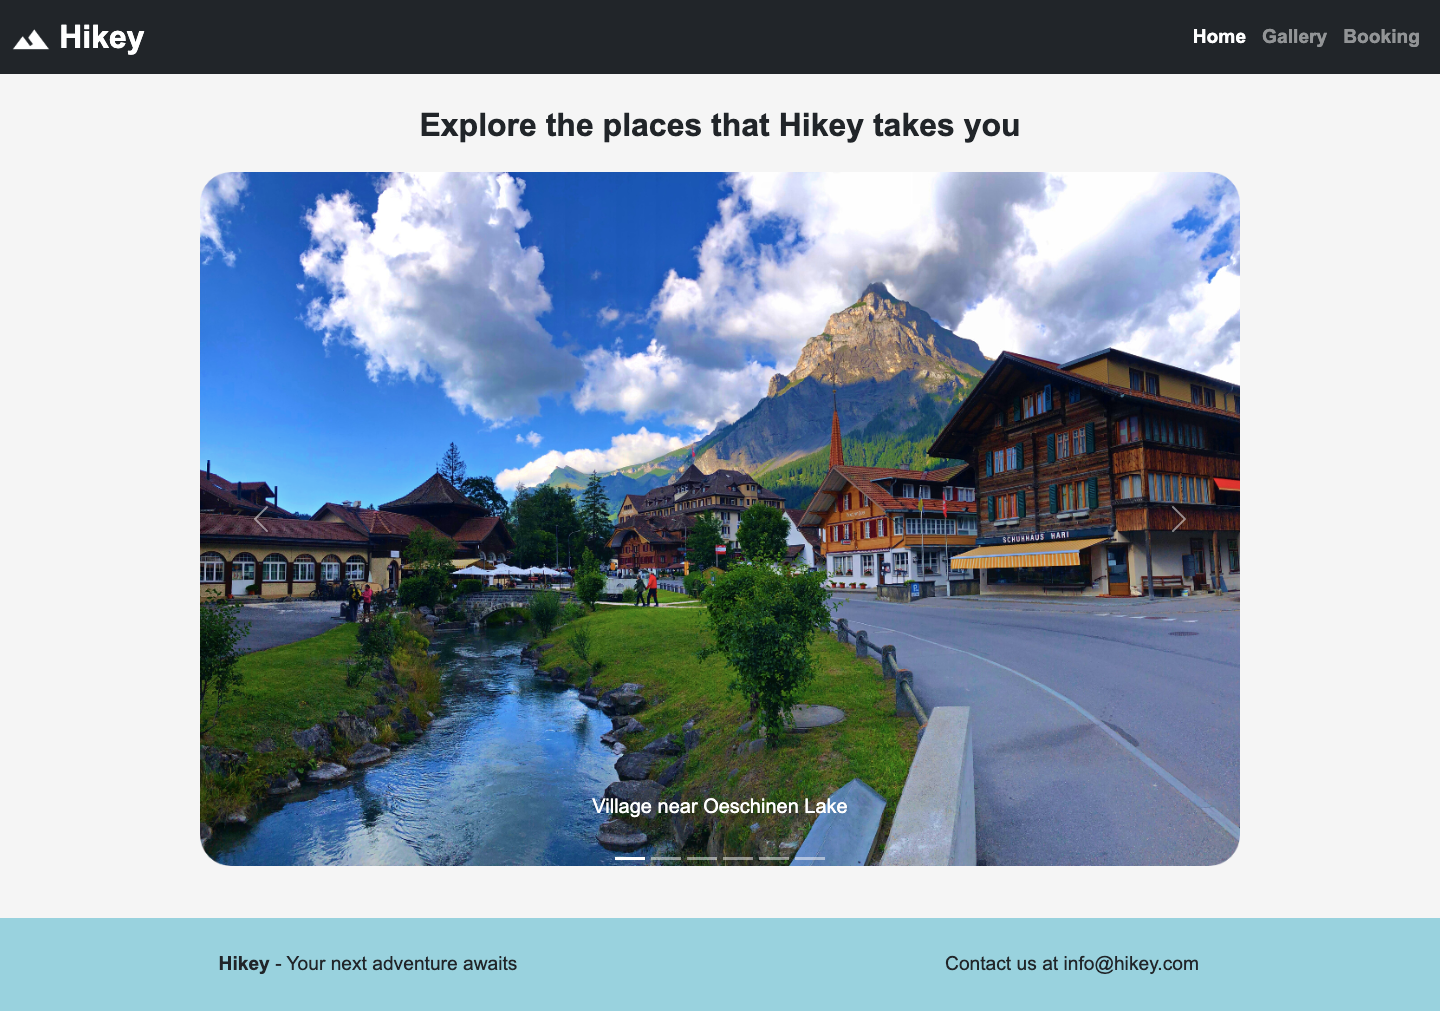 Hikey
Home Gallery Booking
Explore the places that Hikey takes you
SCHUHHAUS HARI
Village near Oeschinen Lake
Hikey - Your next adventure awaits
Contact us at info@hikey.com